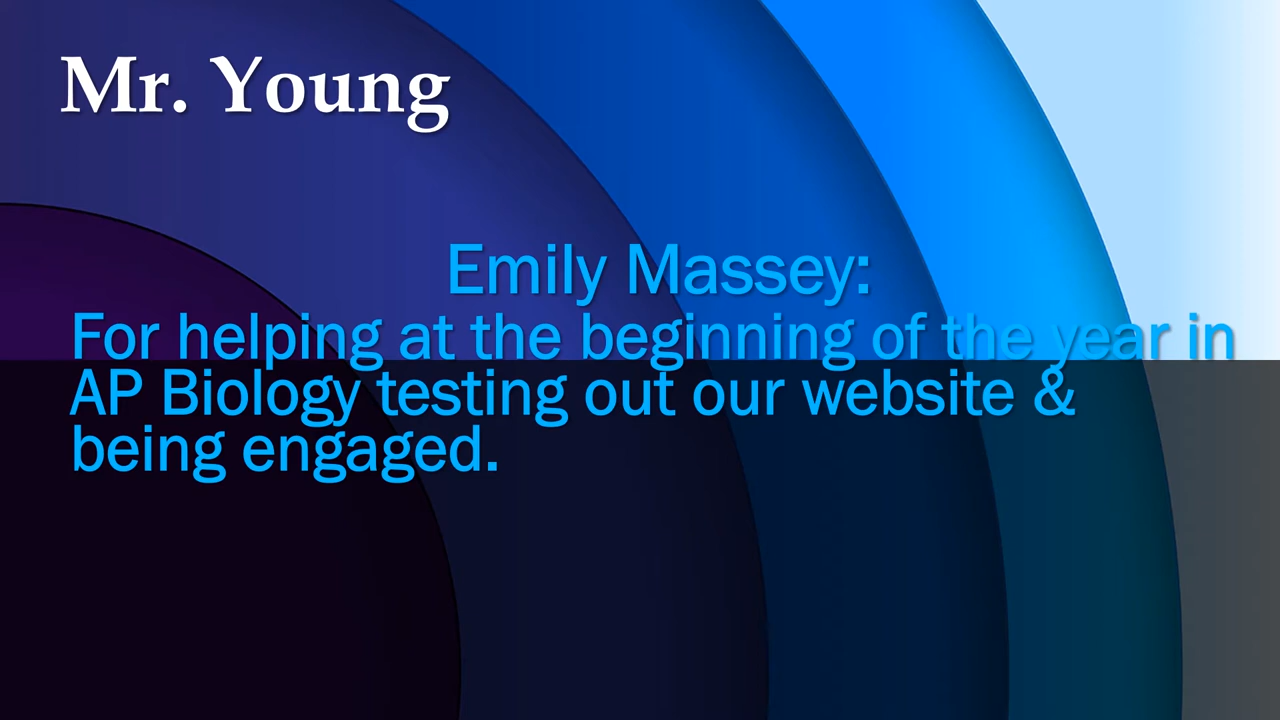 Mr. Young
Emily Massey:
For helping at the beginning of the year in
AP Biology testing out our website &
being engaged.